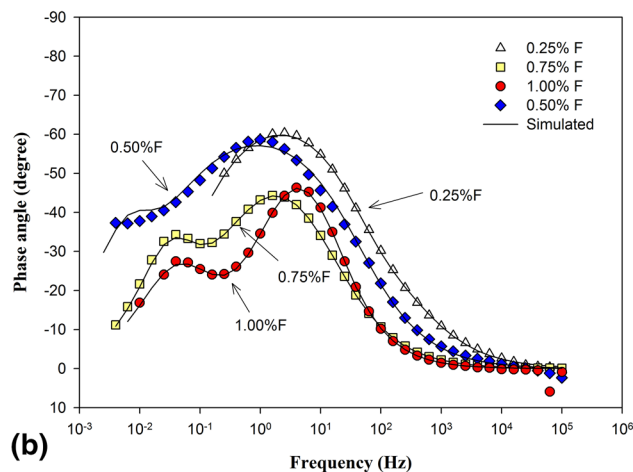 -90
-80
-70
-60
-50
-40
-30
-20
-10
0
10
Phase angle (degree)
0.25% F
0.75% F
1.00% F
0.50% F
Simulated
0.50%F
0.25%F
0.75%F
1.00%F
10-3 10-2 10-1 100 101 102 103 104 105 106
(b)
Frequency (Hz)